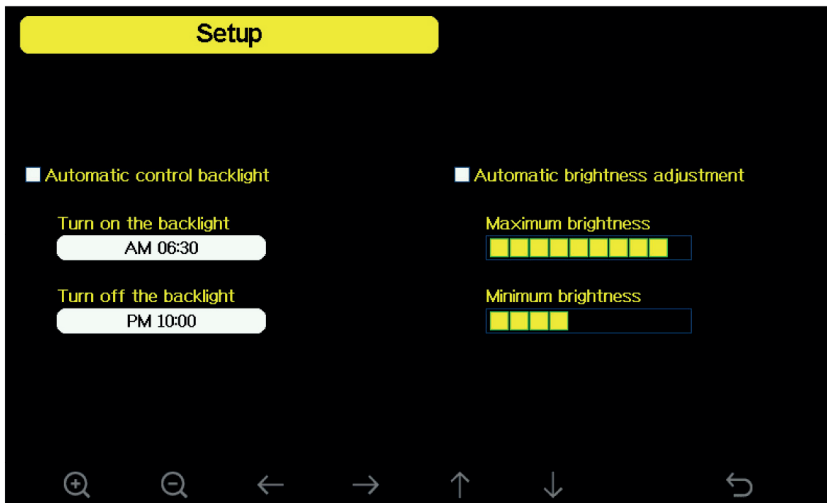 Setup
Automatic control backlight
Turn on the backlight
AM 06:30
Turn off the backlight
PM 10:00
Automatic brightness adjustment
Maximum brightness
Minimum brightness